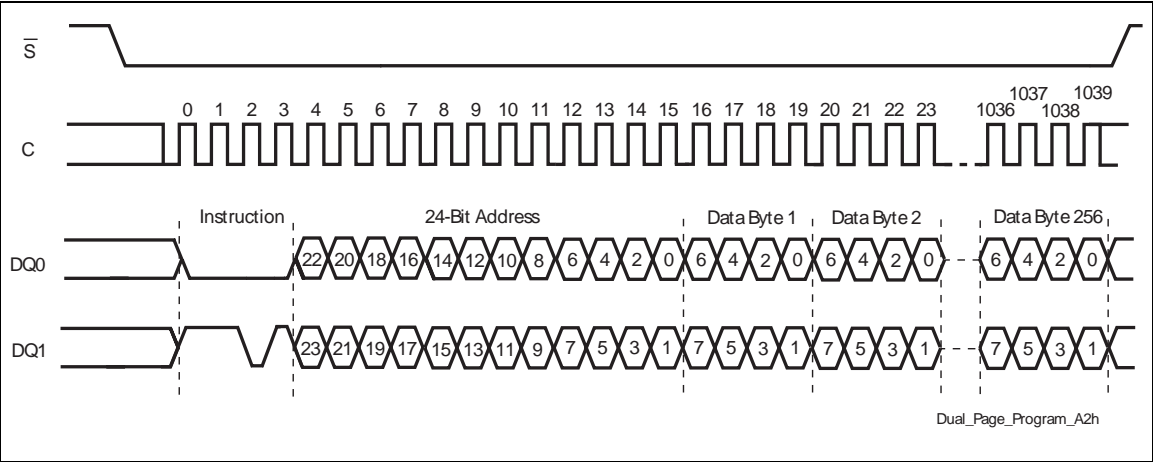 S
1037 1039
0 1 2 3 4 5 6 7 8 9 10 11 12 13 14 15 16 17 18 19 20 21 22 23 1036 1038
C
Instruction 24-Bit Address Data Byte 1 Data Byte 2 Data Byte 256
DQ0 22 20 18 16 14 12 10 8 6 4 2 0 6 4 2 0 6 4 2 0 6 4 2 0
DQ1 23 21 19 17 15 13 11 9 7 5 3 1 7 5 3 1 7 5 3 1 7 5 3 1
Dual_Page_Program_A2h